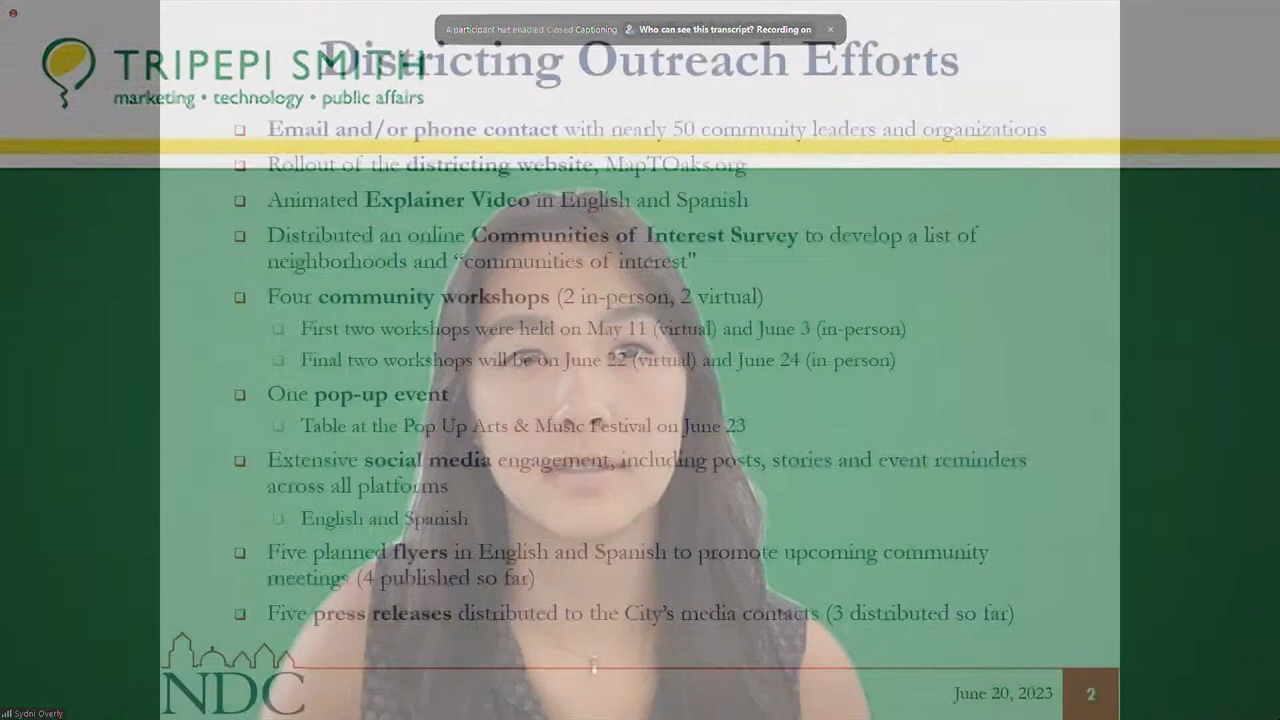 A participant has enabled Closed Captioning Who can see this transcript? Recording on
TRIPEPI SMITH
marketing • technology • public affairs
Districting Outreach Efforts
Email and/or phone contact with nearly 50 community leaders and organizations
Rollout of the districting website, MapTOaks.org
Animated Explainer Video in English and Spanish
Distributed an online Communities of Interest Survey to develop a list of
neighborhoods and “communities of interest"
Four community workshops (2 in-person, 2 virtual)
First two workshops were held on May 11 (virtual) and June 3 (in-person)
Final two workshops will be on June 22 (virtual) and June 24 (in-person)
One pop-up event
Table at the Pop Up Arts & Music Festival on June 23
Extensive social media engagement, including posts, stories and event reminders
across all platforms
English and Spanish
Five planned flyers in English and Spanish to promote upcoming community
meetings (4 published so far)
Five press releases distributed to the City’s media contacts (3 distributed so far)
NDC
June 20, 2023
2
Sydni Overly